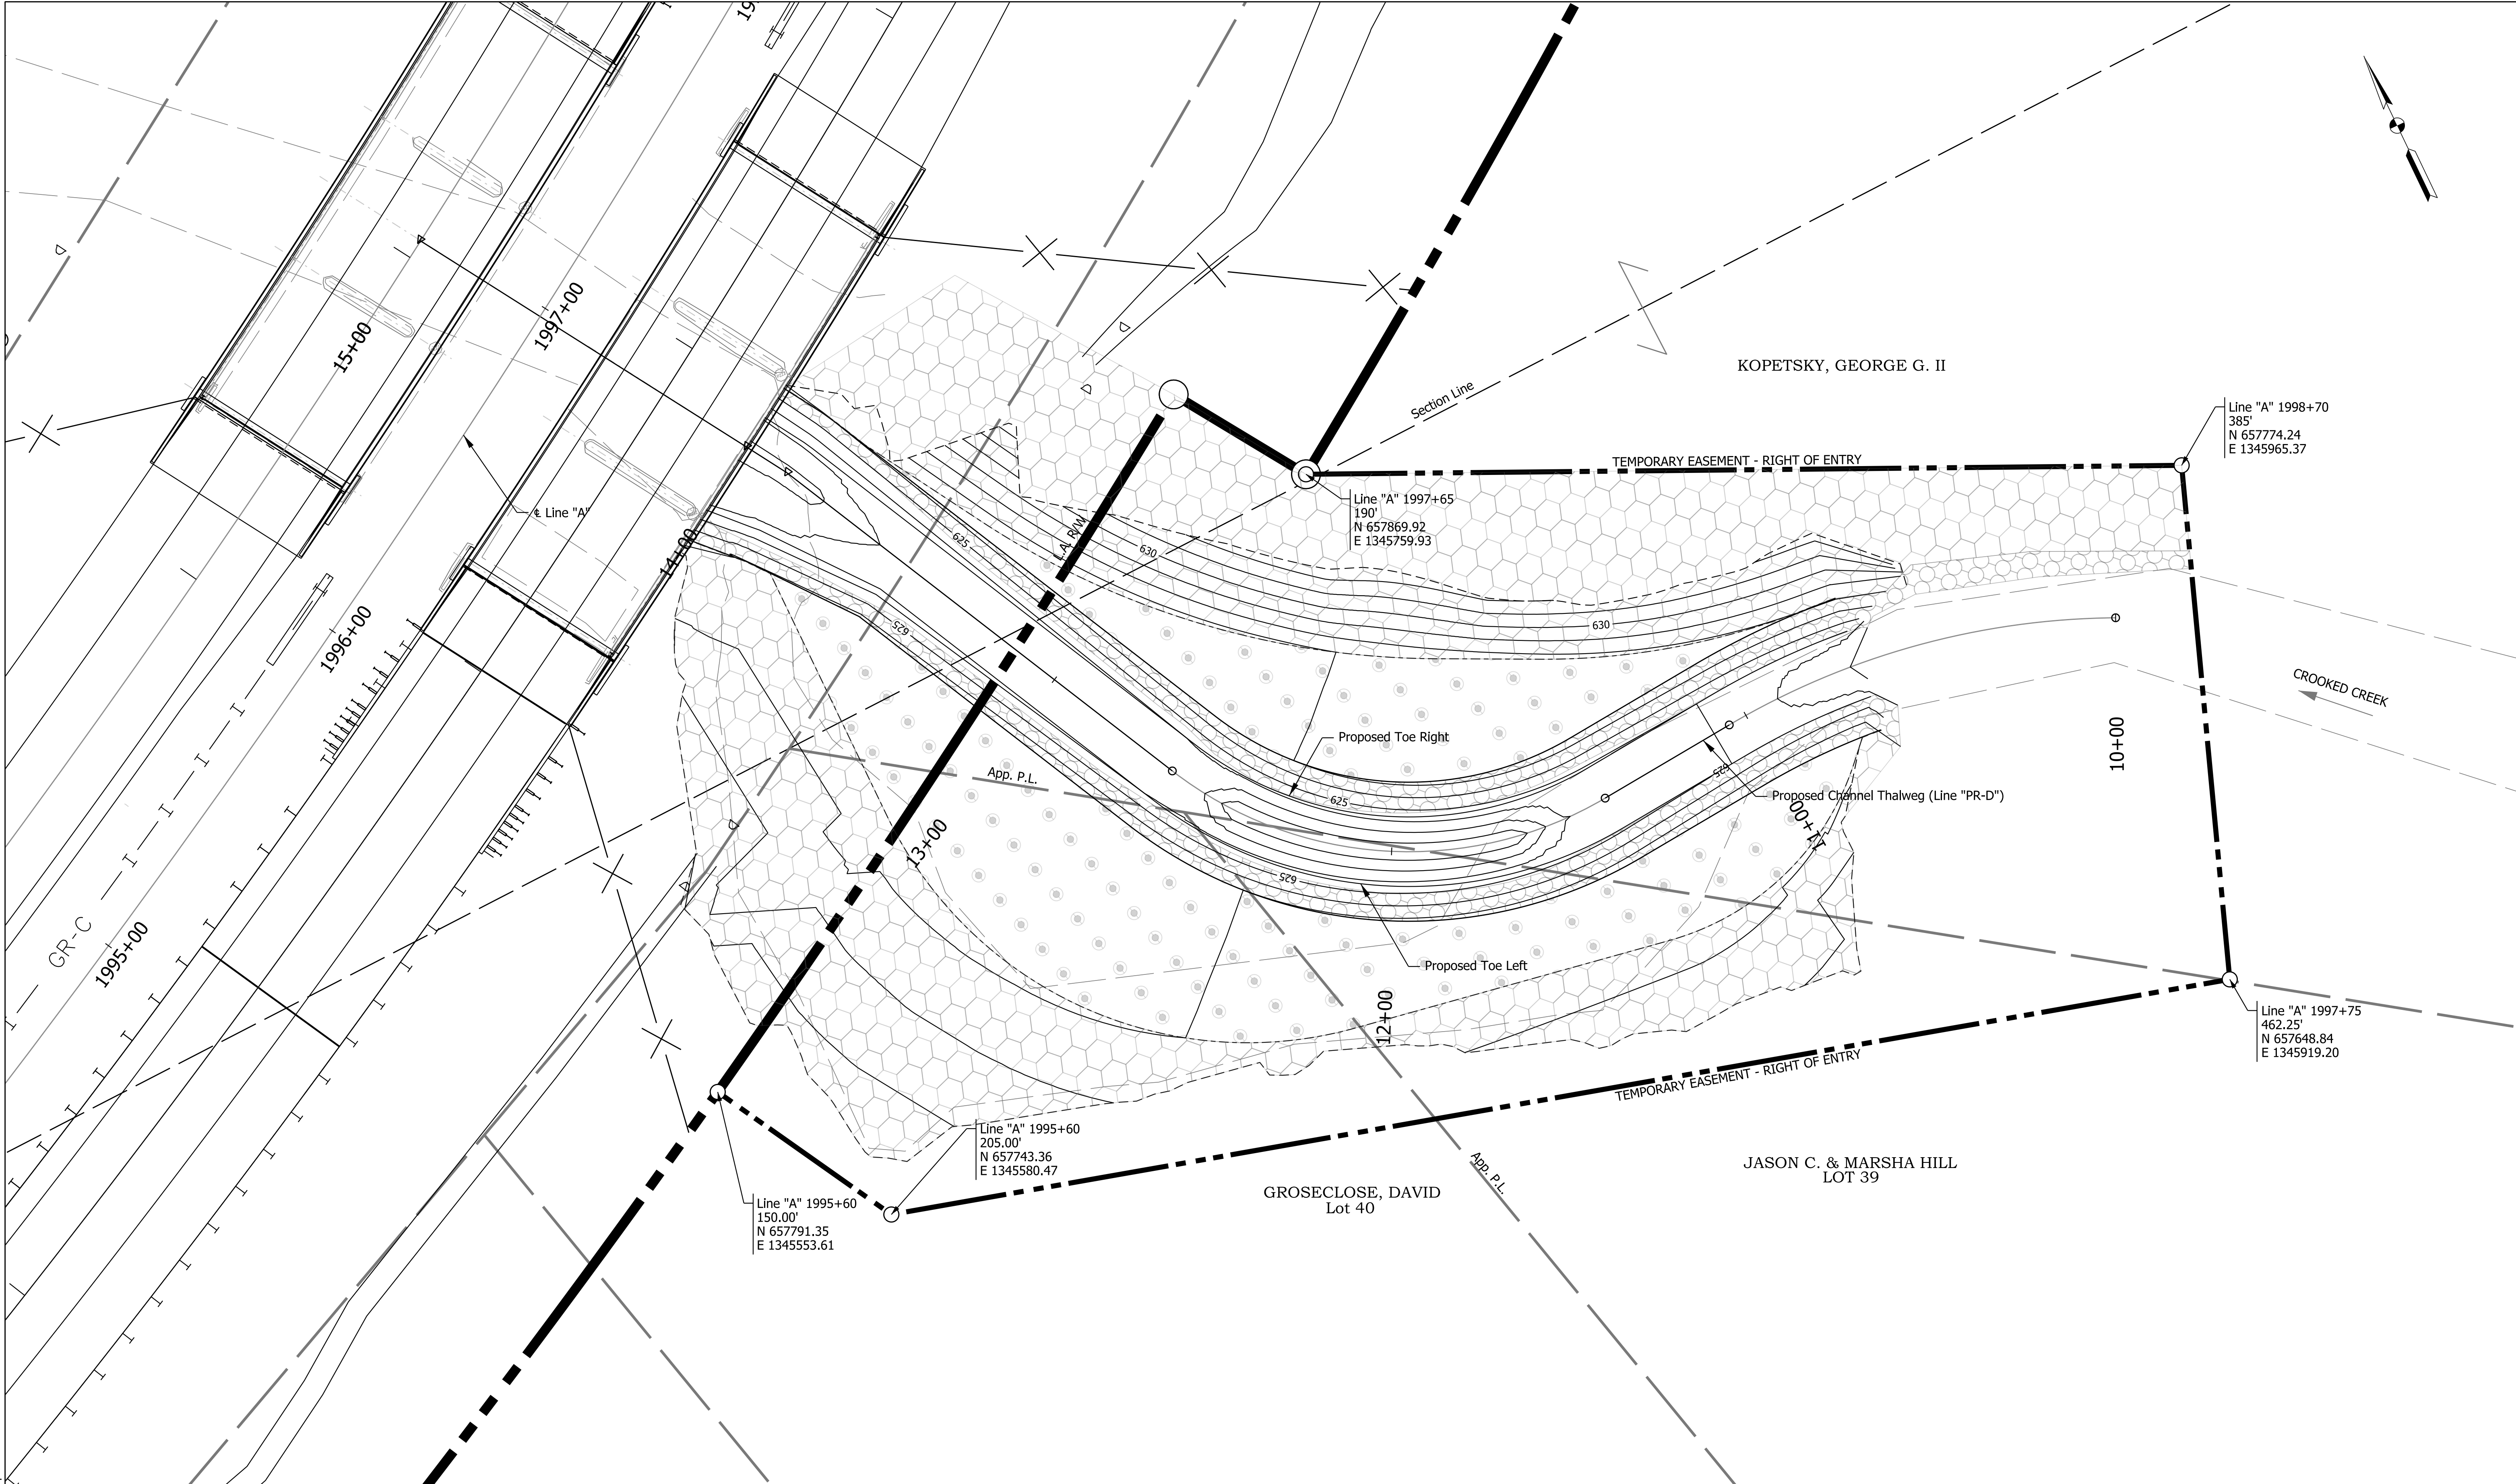 15+00
1997+00
℄ Line "A"
14+00
1996+00
GR-C
1995+00
Section Line
KOPETSKY, GEORGE G. II
Line "A" 1998+70
385'
N 657774.24
E 1345965.37
TEMPORARY EASEMENT - RIGHT OF ENTRY
Line "A" 1997+65
190'
N 657869.92
E 1345759.93
L.A. R/W
625
630
630
625
CROOKED CREEK
Proposed Toe Right
App. P.L.
625
625
Proposed Channel Thalweg (Line "PR-D")
10+00
11+00
13+00
625
Proposed Toe Left
12+00
Line "A" 1997+75
462.25'
N 657648.84
E 1345919.20
TEMPORARY EASEMENT - RIGHT OF ENTRY
Line "A" 1995+60
205.00'
N 657743.36
E 1345580.47
App. P.L.
JASON C. & MARSHA HILL
LOT 39
GROSECLOSE, DAVID
Lot 40
Line "A" 1995+60
150.00'
N 657791.35
E 1345553.61